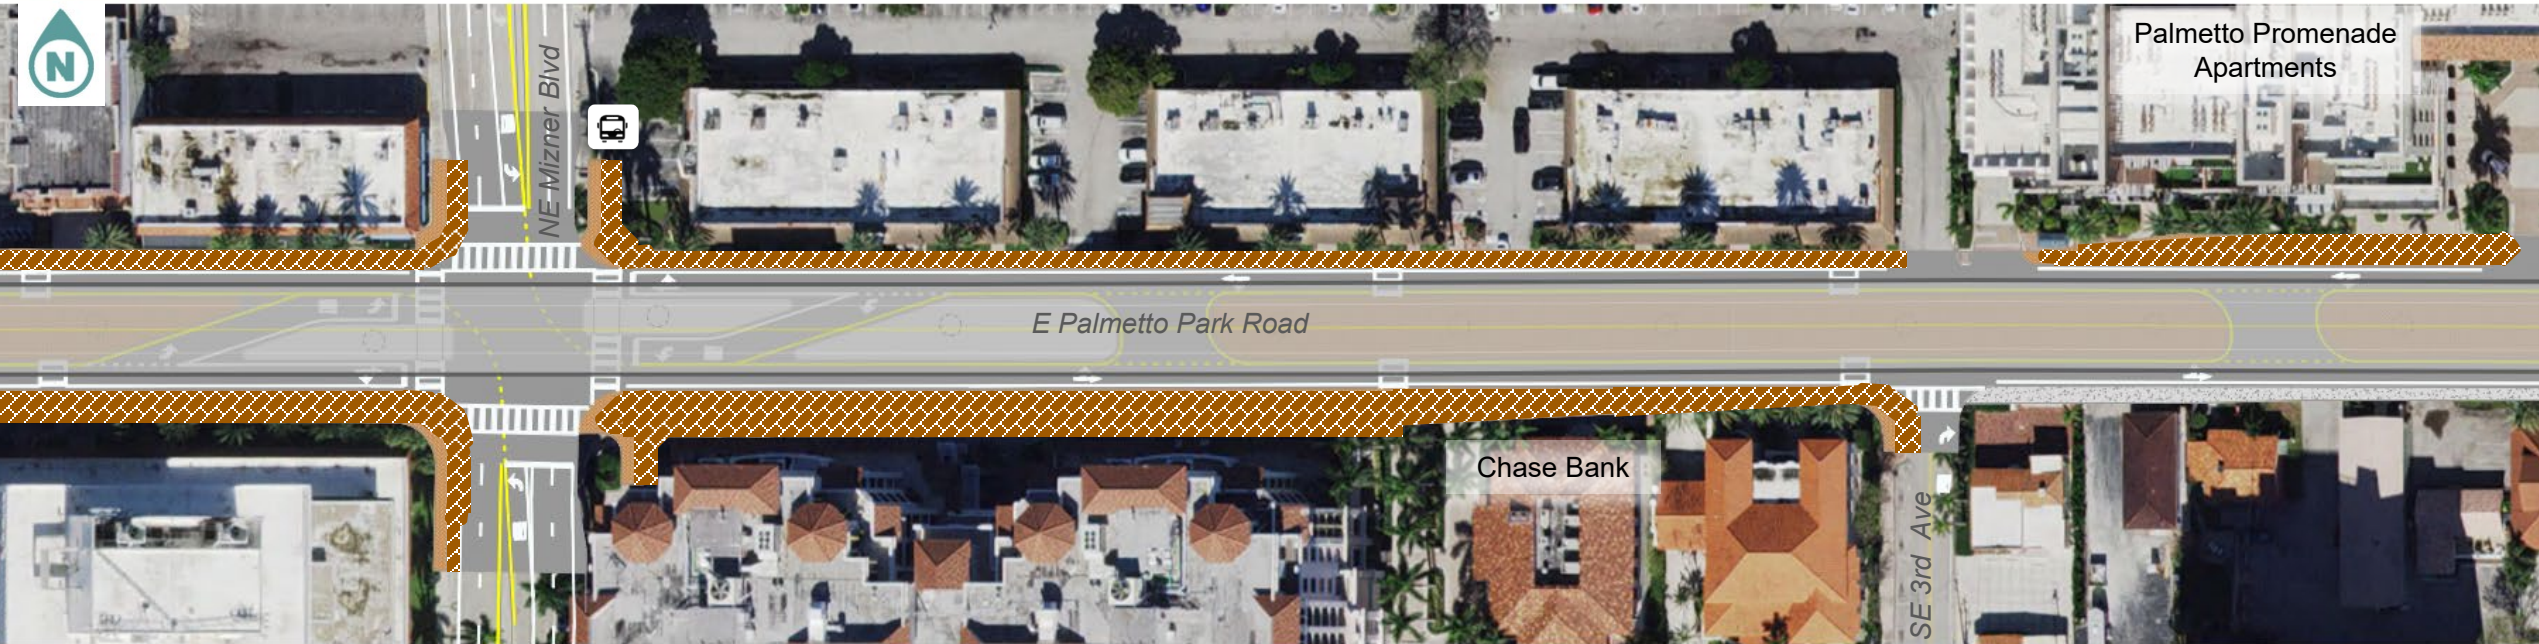 N
NE Mizner Blvd
Palmetto Promenade
Apartments
E Palmetto Park Road
Chase Bank
SE 3rd Ave